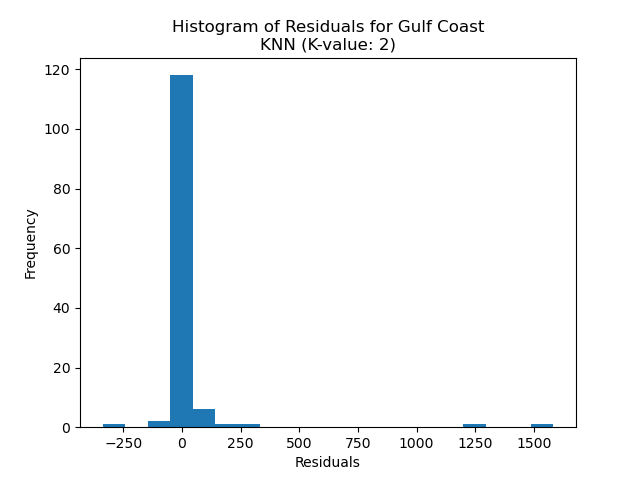 Histogram of Residuals for Gulf Coast
KNN (K-value: 2)
120
100
80
60
40
20
0
Frequency
−250 0 250 500 750 1000 1250 1500
Residuals